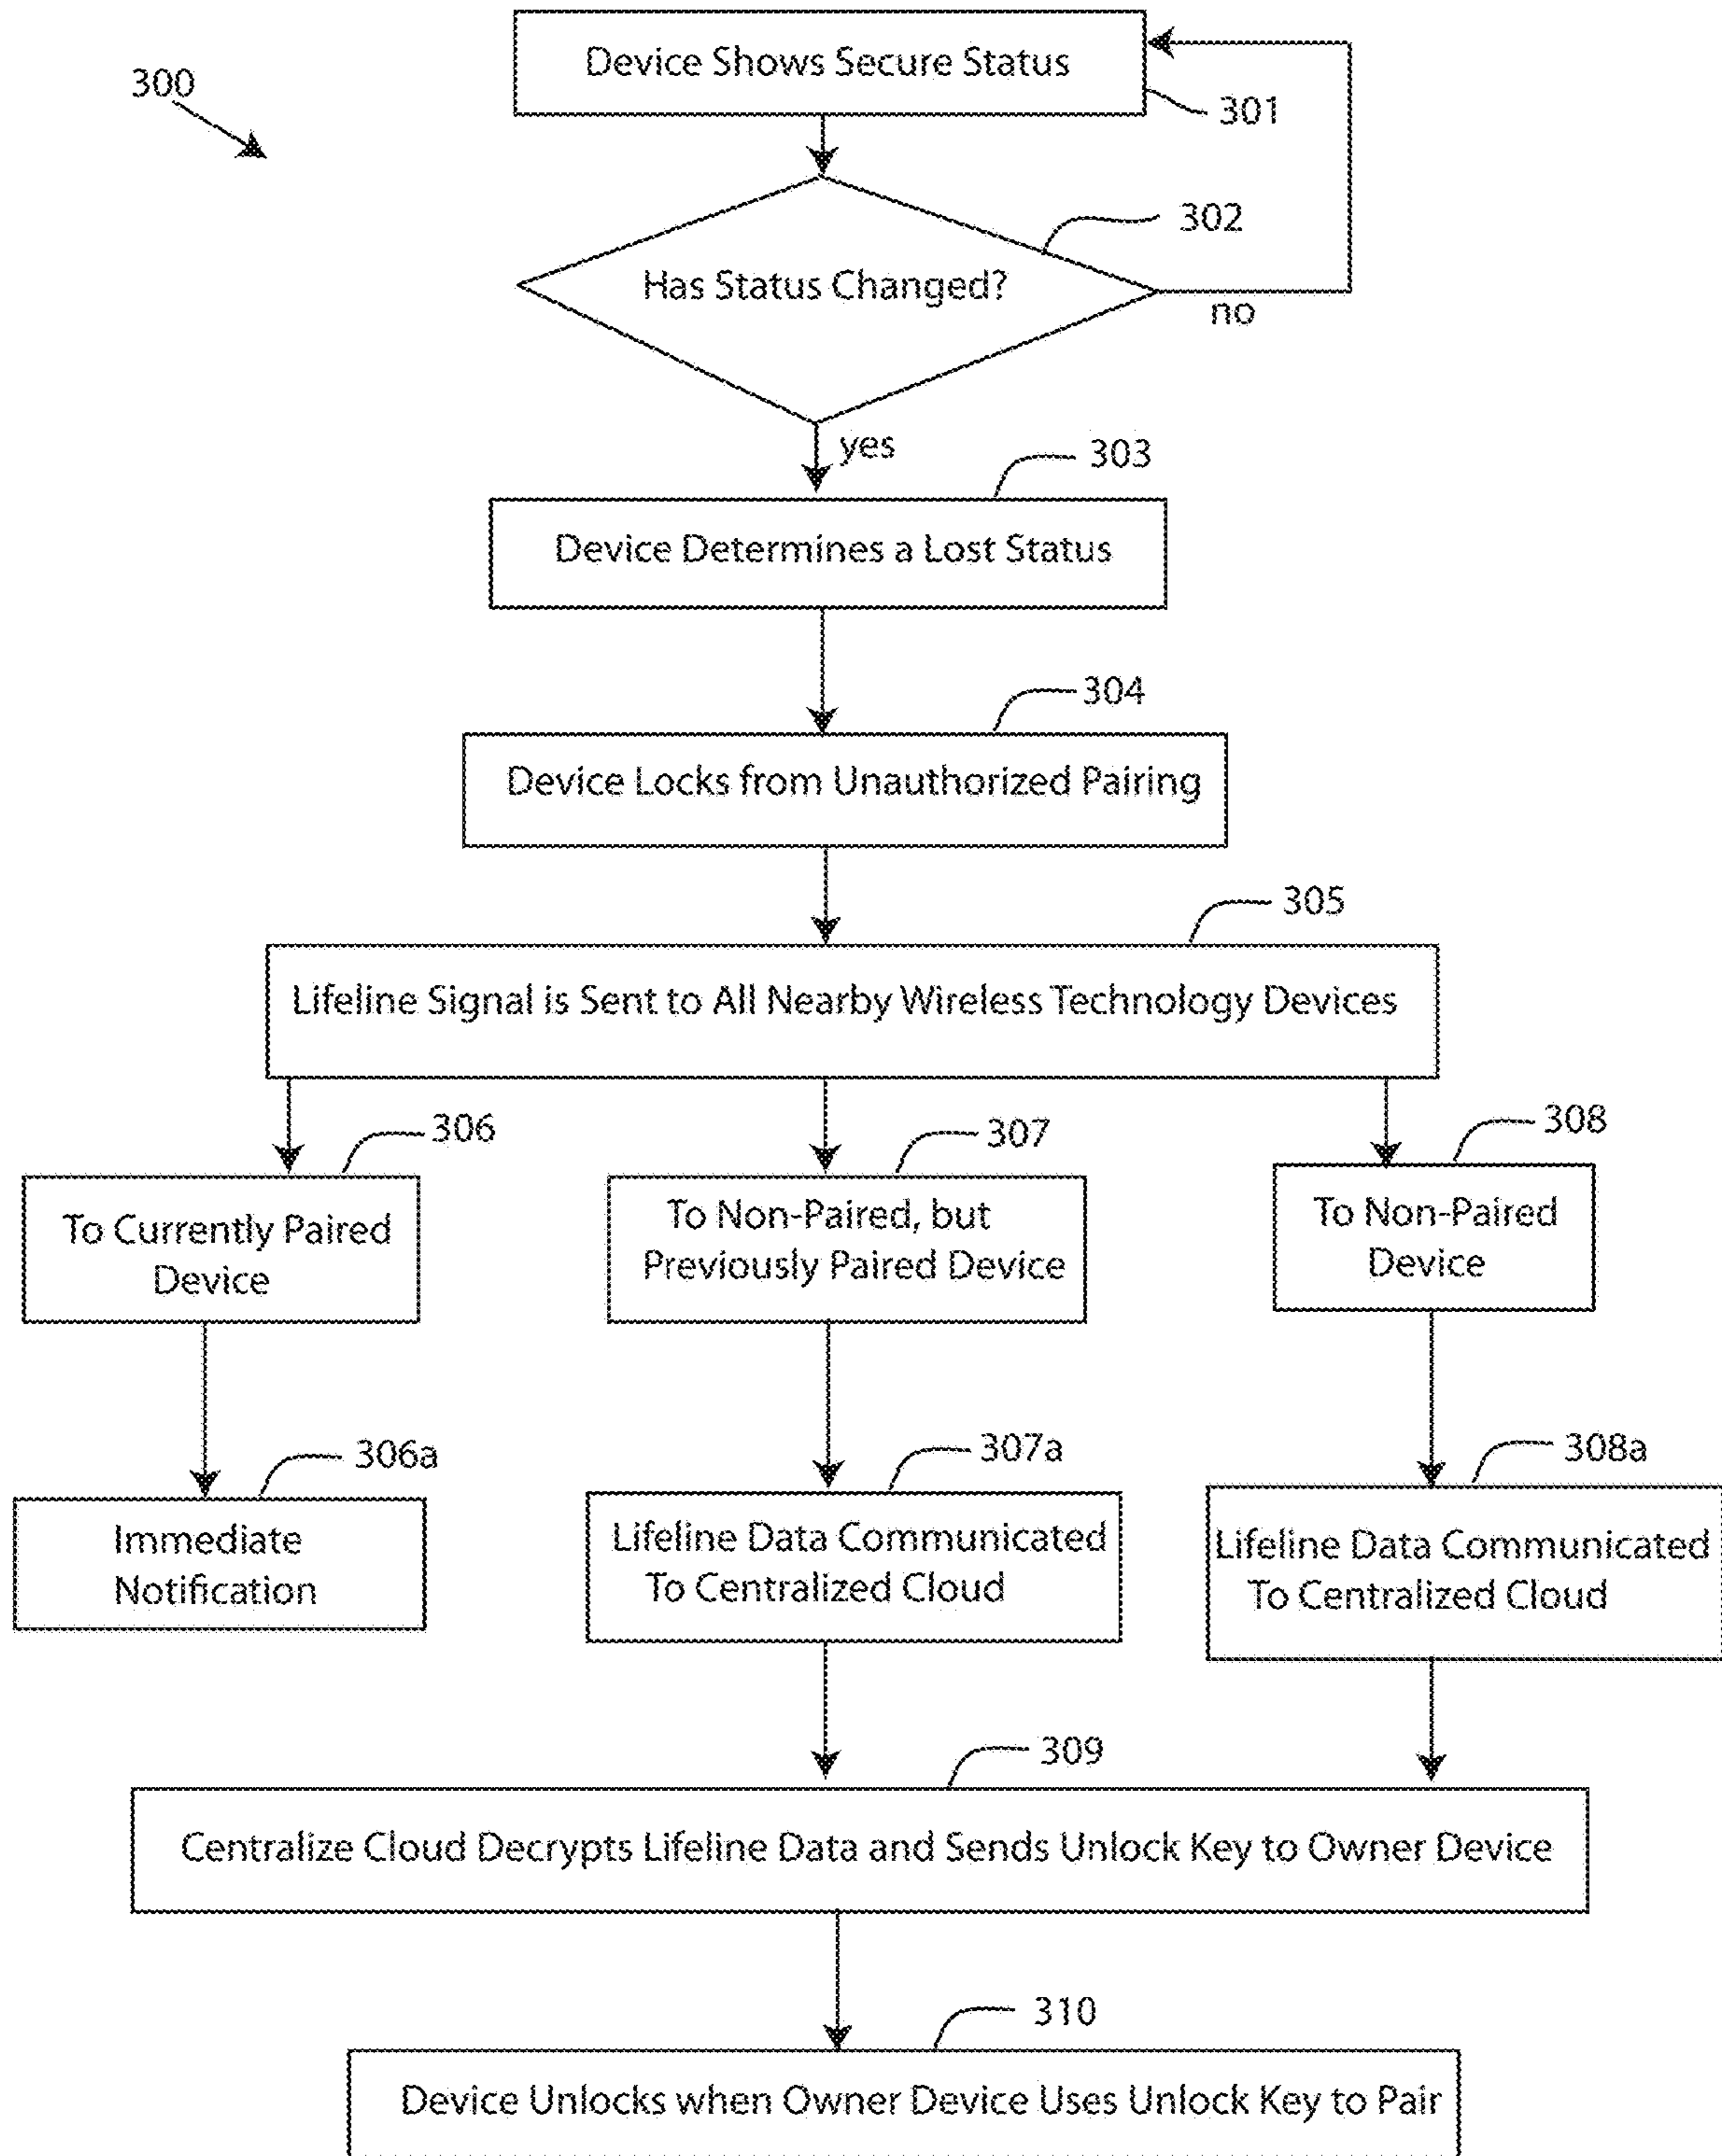 300
Device Shows Secure Status
301
302
Has Status Changed?
no
yes
303
Device Determines a Lost Status
304
Device Locks from Unauthorized Pairing
305
Lifeline Signal is Sent to All Nearby Wireless Technology Devices
306
307
308
To Currently Paired
Device
To Non-Paired, but
Previously Paired Device
To Non-Paired
Device
306a
307a
308a
Immediate
Notification
Lifeline Data Communicated
To Centralized Cloud
Lifeline Data Communicated
To Centralized Cloud
309
Centralize Cloud Decrypts Lifeline Data and Sends Unlock Key to Owner Device
310
Device Unlocks when Owner Device Uses Unlock Key to Pair